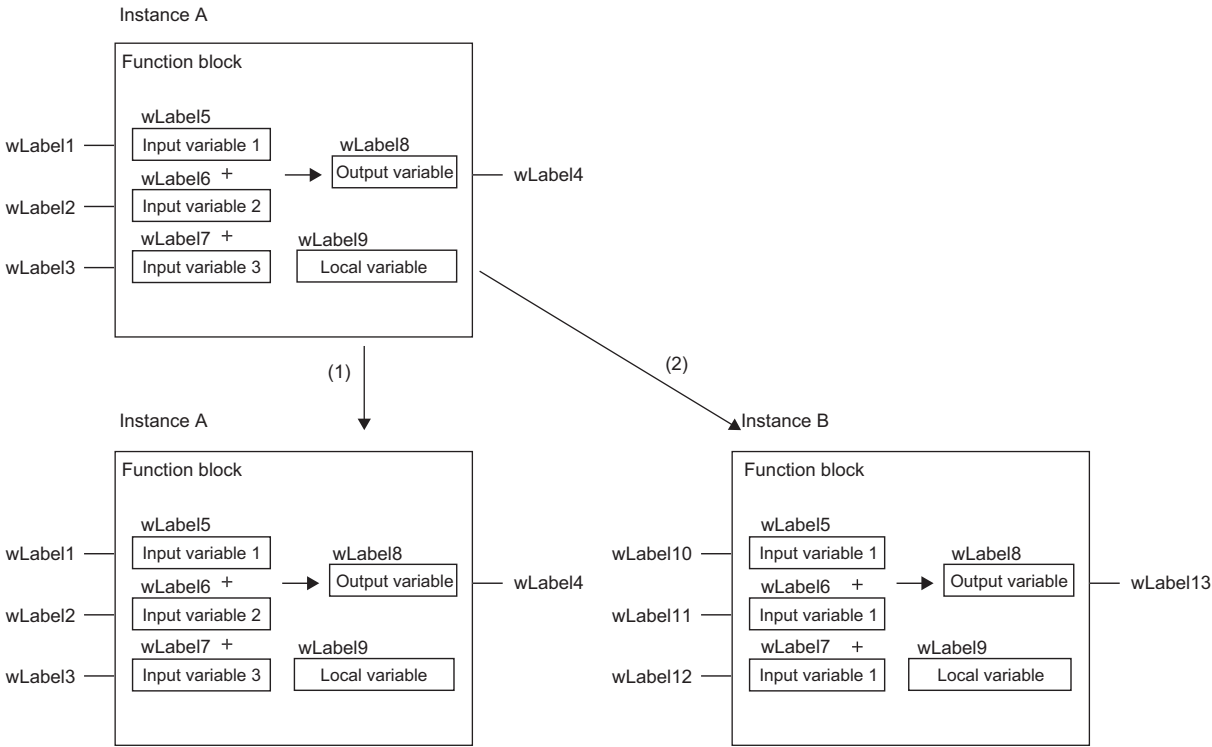 Instance A
Function block
wLabel5
wLabel1
Input variable 1
wLabel8
wLabel6 +
Output variable
wLabel4
wLabel2
Input variable 2
wLabel7 +
wLabel9
wLabel3
Input variable 3
Local variable
(1)
(2)
Instance A
Function block
wLabel5
wLabel1
Input variable 1
wLabel8
wLabel6 +
Output variable
wLabel4
wLabel2
Input variable 2
wLabel7 +
wLabel9
wLabel3
Input variable 3
Local variable
Instance B
Function block
wLabel5
wLabel10
Input variable 1
wLabel8
wLabel6 +
Output variable
wLabel13
wLabel11
Input variable 1
wLabel7 +
wLabel9
wLabel12
Input variable 1
Local variable